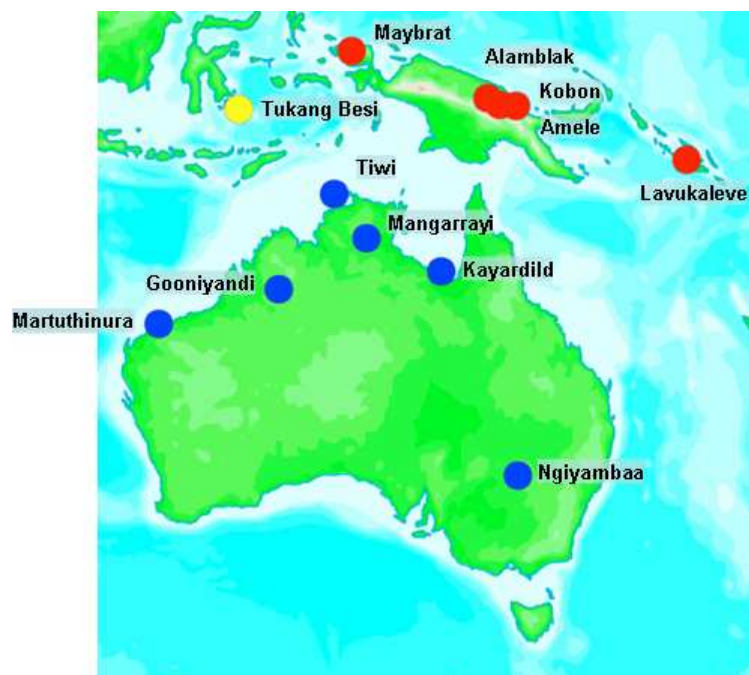 Maybrat
Alamblak
Kobon
Tukang Besi
Amele
Tiwi
Lavukaleve
Mangarrayi
Kayardild
Gooniyandi
Martuthinura
Ngiyambaa